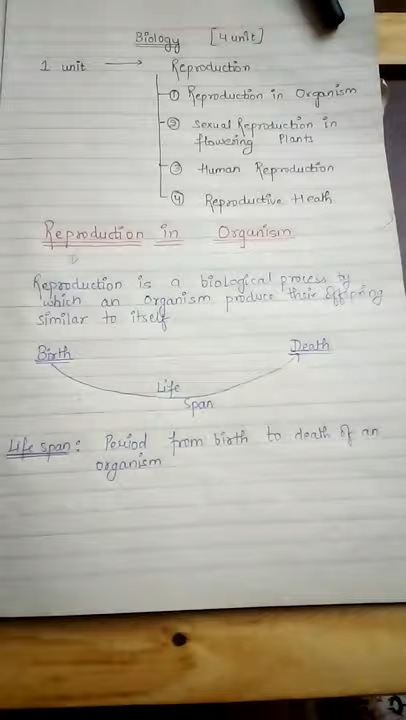 Biology [4 unit]
1 unit → Reproduction
① Reproduction in Organism
② Sexual Reproduction in
flowering Plants
③ Human Reproduction
④ Reproductive Heath
Reproduction in Organism
Reproduction is a biological process by
which an Organism produce their offspring
similar to itself
Birth Death
Life
Span
Life span: Period from birth to death of an
organism